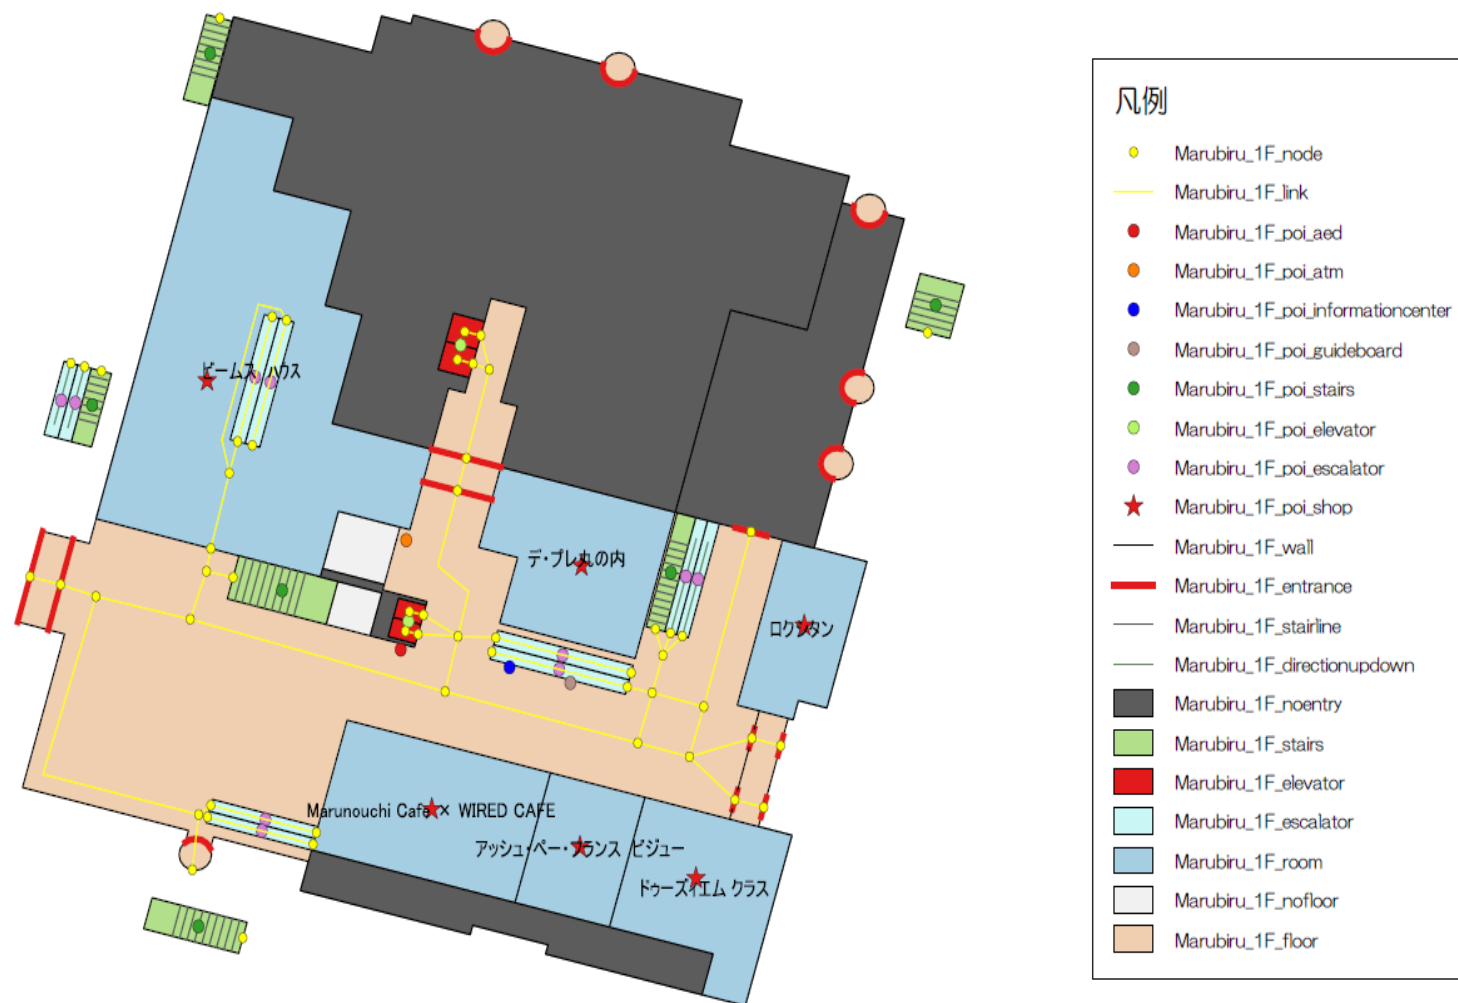 ビームス ハウス
デ・プレ丸の内
ロクシタン
Marunouchi Cafe × WIRED CAFE
アッシュ・ペー・フランス ビジュー
ドゥーズィエム クラス
凡例
Marubiru_1F_node
Marubiru_1F_link
Marubiru_1F_poi_aed
Marubiru_1F_poi_atm
Marubiru_1F_poi_informationcenter
Marubiru_1F_poi_guideboard
Marubiru_1F_poi_stairs
Marubiru_1F_poi_elevator
Marubiru_1F_poi_escalator
Marubiru_1F_poi_shop
Marubiru_1F_wall
Marubiru_1F_entrance
Marubiru_1F_stairline
Marubiru_1F_directionupdown
Marubiru_1F_noentry
Marubiru_1F_stairs
Marubiru_1F_elevator
Marubiru_1F_escalator
Marubiru_1F_room
Marubiru_1F_nofloor
Marubiru_1F_floor